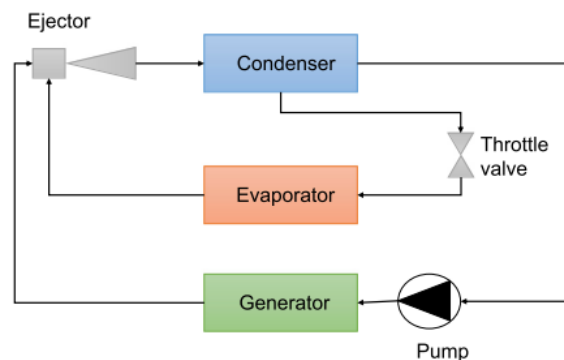 Ejector
Condenser
Throttle
valve
Evaporator
Generator
Pump